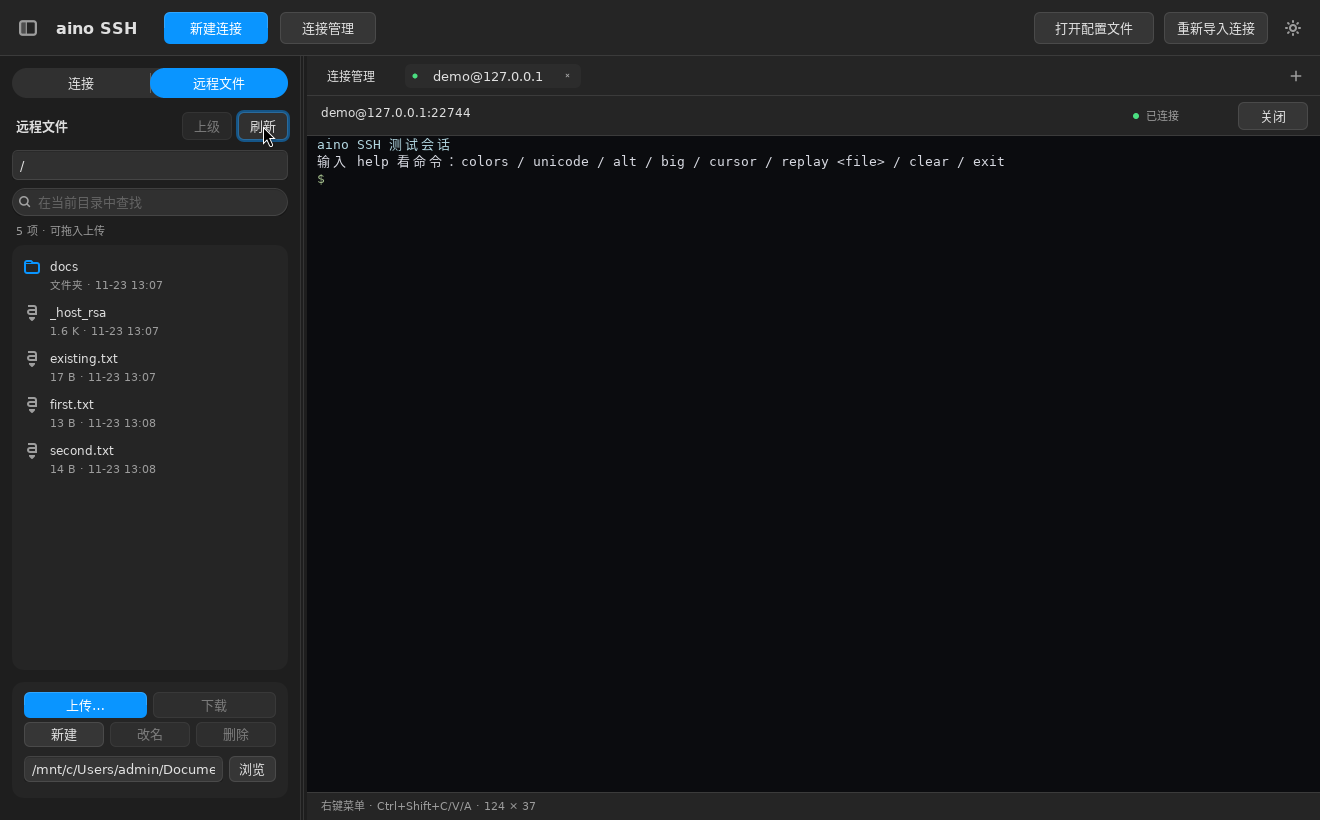 aino SSH 新建连接 连接管理 打开配置文件 重新导入连接
连接 远程文件
远程文件 上级 刷新
/
在当前目录中查找
5 项 · 可拖入上传
docs
文件夹 · 11-23 13:07
_host_rsa
1.6 K · 11-23 13:07
existing.txt
17 B · 11-23 13:07
first.txt
13 B · 11-23 13:08
second.txt
14 B · 11-23 13:08
上传... 下载
新建 改名 删除
/mnt/c/Users/admin/Docume 浏览
连接管理 demo@127.0.0.1 × +
demo@127.0.0.1:22744 已连接 关闭
aino SSH 测试会话
输入 help 看命令：colors / unicode / alt / big / cursor / replay <file> / clear / exit
$
右键菜单 · Ctrl+Shift+C/V/A · 124 × 37